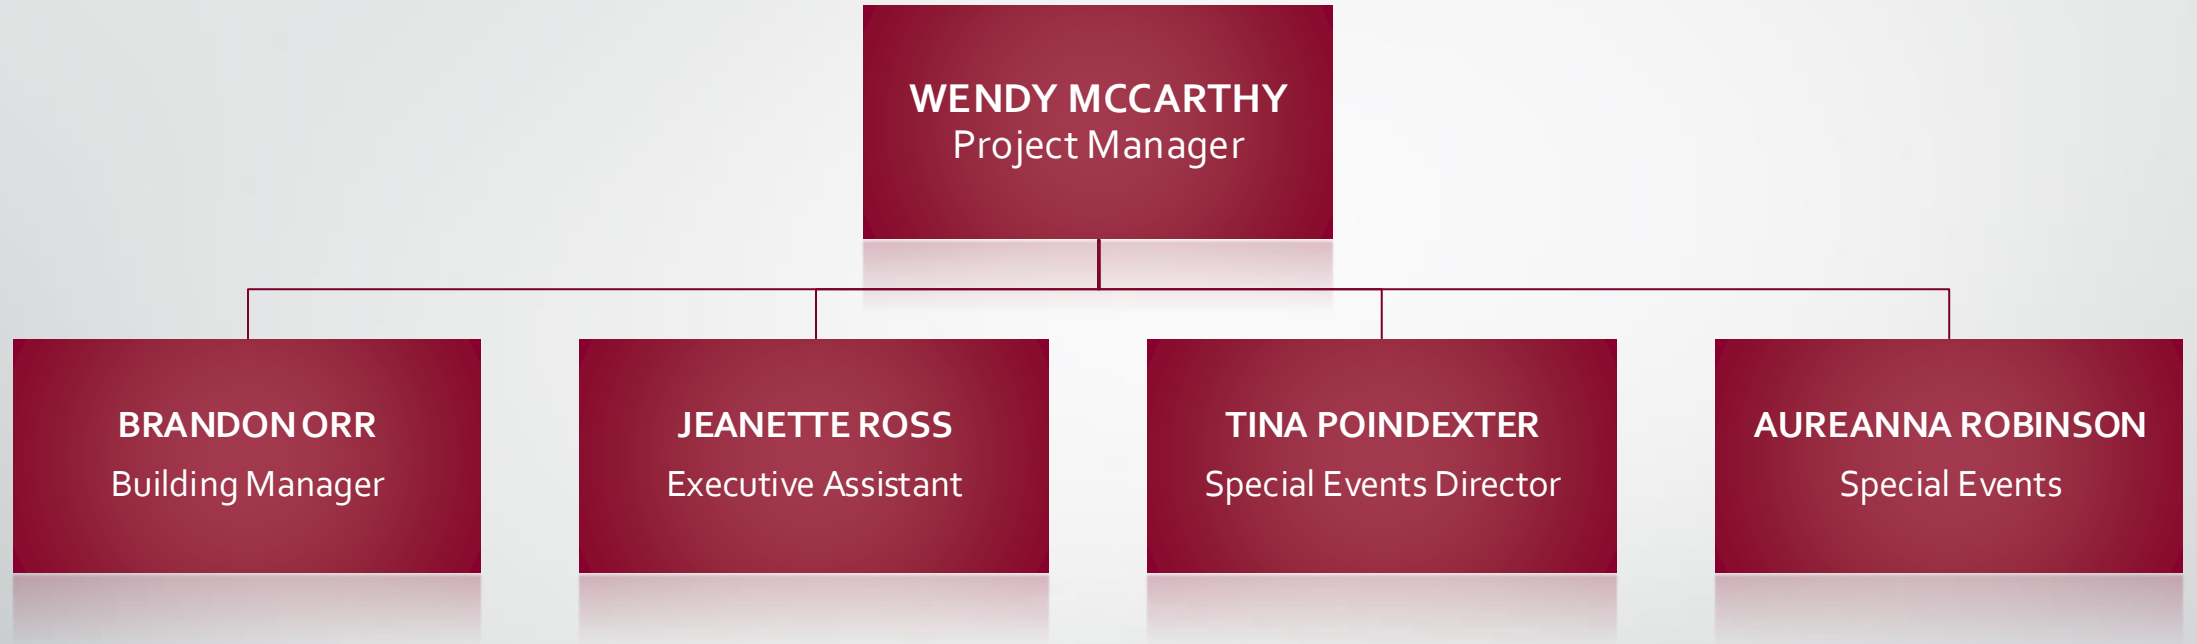 WENDY MCCARTHY
Project Manager
BRANDON ORR
Building Manager
JEANETTE ROSS
Executive Assistant
TINA POINDEXTER
Special Events Director
AUREANNA ROBINSON
Special Events